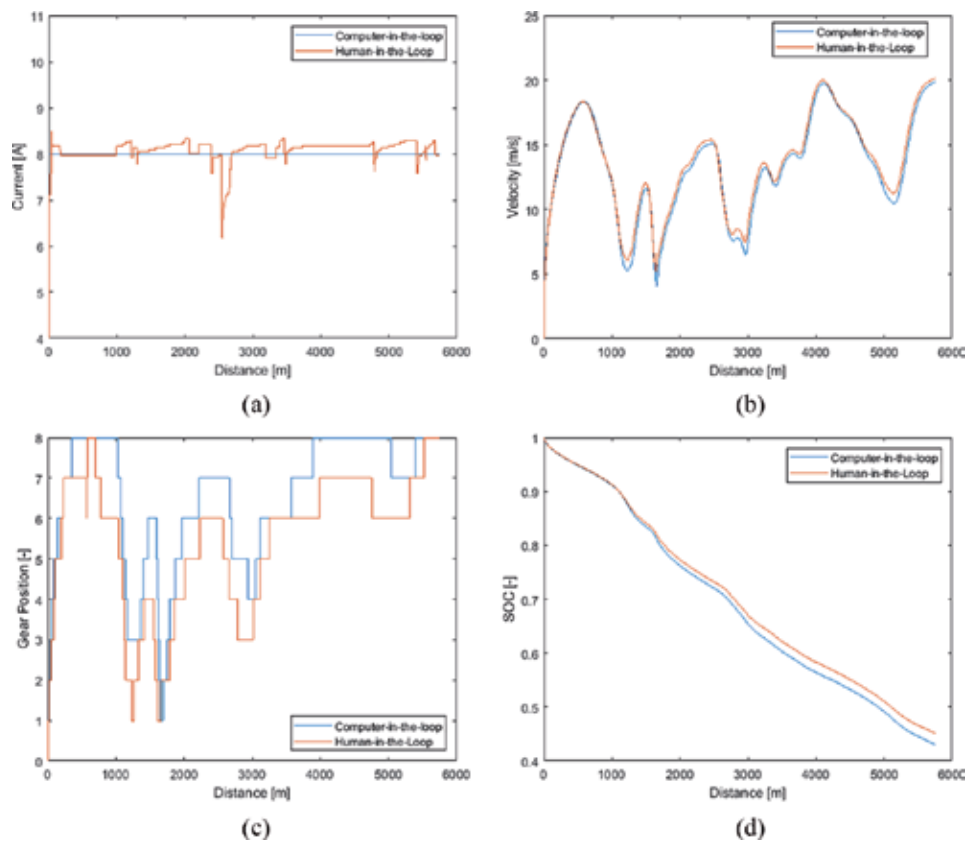 11
10
9
8
7
6
5
4
Current [A]
Computer-in-the-loop
Human-in-the-Loop
0 1000 2000 3000 4000 5000 6000
Distance [m]
(a)
25
20
15
10
5
0
Velocity [m/s]
Computer-in-the-loop
Human-in-the-Loop
0 1000 2000 3000 4000 5000 6000
Distance [m]
(b)
8
7
6
5
4
3
2
1
0
Gear Position [-]
Computer-in-the-loop
Human-in-the-Loop
0 1000 2000 3000 4000 5000 6000
Distance [m]
(c)
1
0.9
0.8
0.7
0.6
0.5
0.4
SOC [-]
Computer-in-the-loop
Human-in-the-Loop
0 1000 2000 3000 4000 5000 6000
Distance [m]
(d)